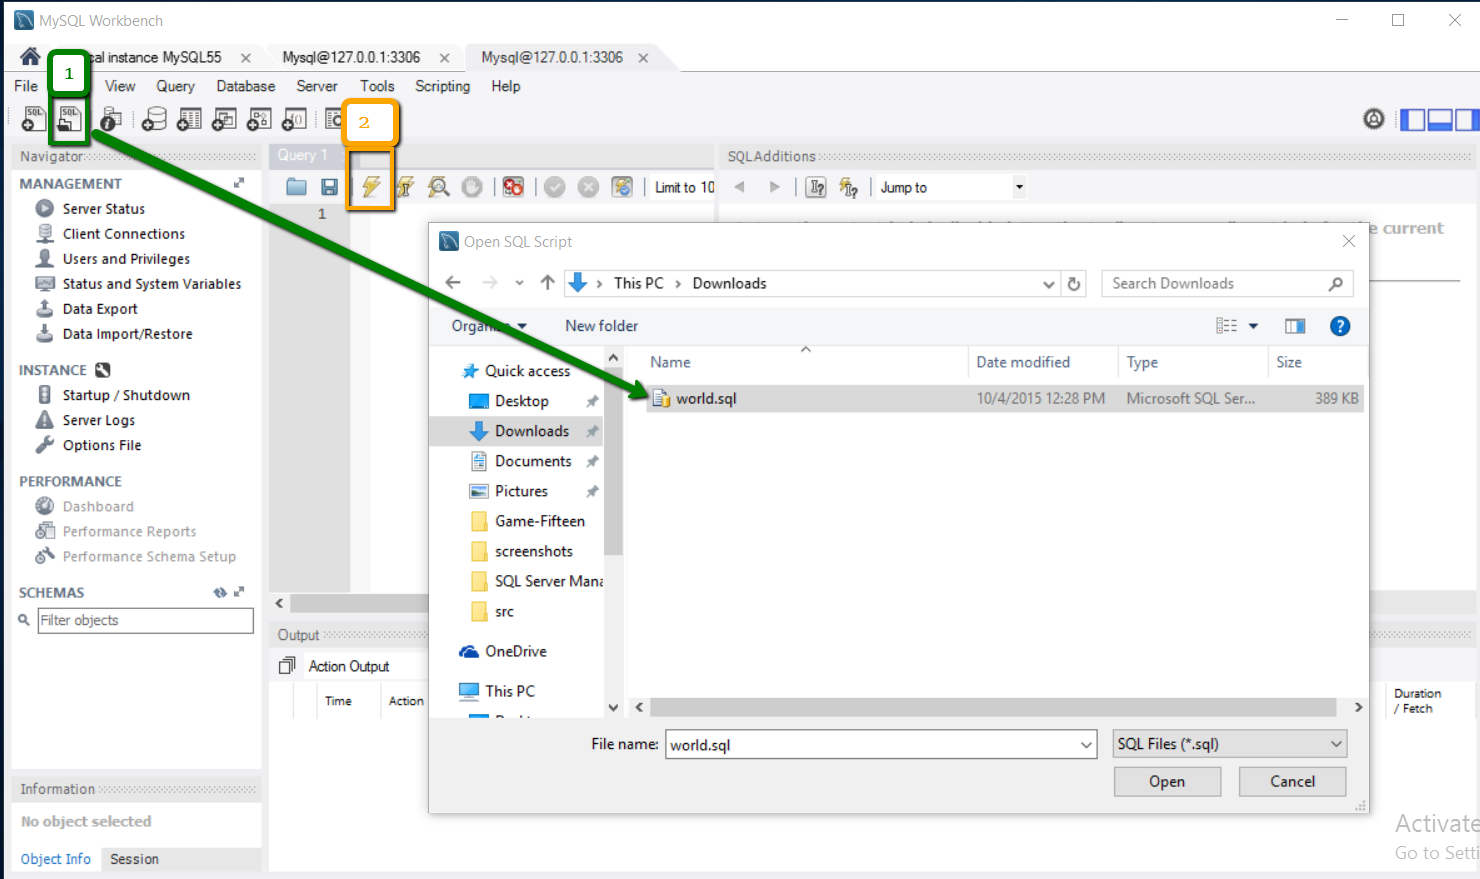 MySQL Workbench
cal instance MySQL55
Mysql@127.0.0.1:3306
Mysql@127.0.0.1:3306
1
File View Query Database Server Tools Scripting Help
SQL SQL
2
Navigator
Query 1
SQLAdditions
MANAGEMENT
Server Status
Client Connections
Users and Privileges
Status and System Variables
Data Export
Data Import/Restore
INSTANCE
Startup / Shutdown
Server Logs
Options File
PERFORMANCE
Dashboard
Performance Reports
Performance Schema Setup
SCHEMAS
Filter objects
Information
No object selected
Object Info Session
Limit to 10
Jump to
1
current
Open SQL Script
This PC Downloads
Search Downloads
Organize New folder
Name Date modified Type Size
world.sql 10/4/2015 12:28 PM Microsoft SQL Ser... 389 KB
Quick access
Desktop
Downloads
Documents
Pictures
Game-Fifteen
screenshots
SQL Server Mana
src
OneDrive
This PC
File name: world.sql SQL Files (*.sql)
Open Cancel
Output
Action Output
Time Action
Duration
/ Fetch
Activate
Go to Setti